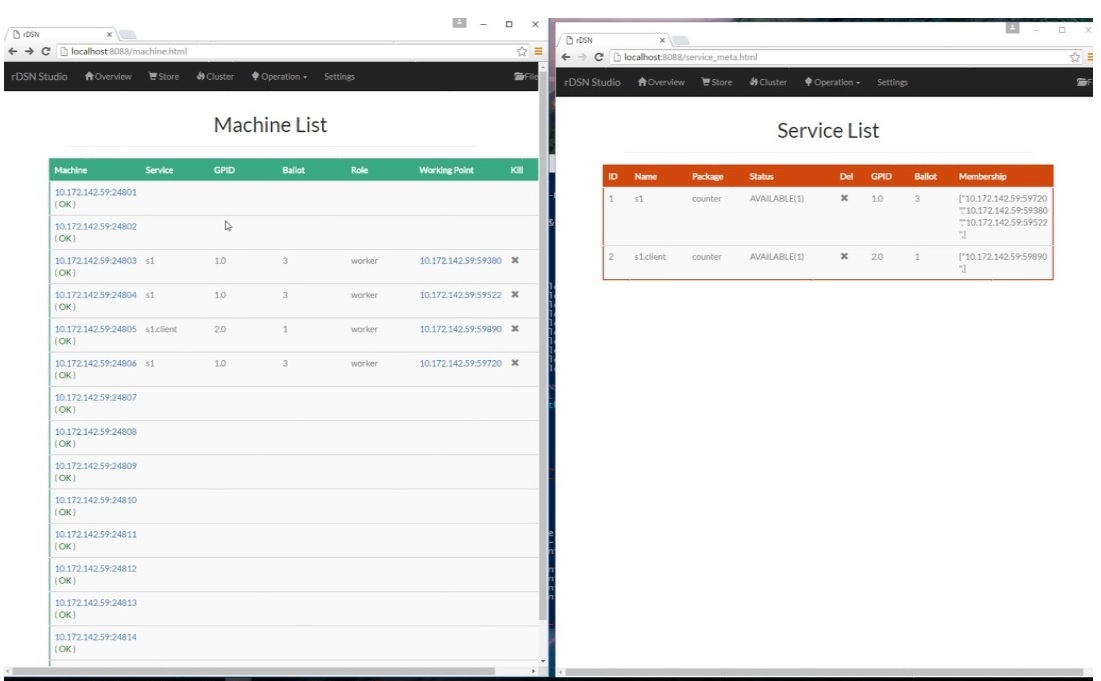 rDSN
localhost:8088/machine.html
rDSN Studio Overview Store Cluster Operation Settings File
Machine List
Machine Service GPID Ballot Role Working Point Kill
10.172.142.59:24801
(OK)
10.172.142.59:24802
(OK)
10.172.142.59:24803 s1 1.0 3 worker 10.172.142.59:59380 ✖
(OK)
10.172.142.59:24804 s1 1.0 3 worker 10.172.142.59:59522 ✖
(OK)
10.172.142.59:24805 s1.client 2.0 1 worker 10.172.142.59:59890 ✖
(OK)
10.172.142.59:24806 s1 1.0 3 worker 10.172.142.59:59720 ✖
(OK)
10.172.142.59:24807
(OK)
10.172.142.59:24808
(OK)
10.172.142.59:24809
(OK)
10.172.142.59:24810
(OK)
10.172.142.59:24811
(OK)
10.172.142.59:24812
(OK)
10.172.142.59:24813
(OK)
10.172.142.59:24814
(OK)
rDSN
localhost:8088/service_meta.html
rDSN Studio Overview Store Cluster Operation Settings F
Service List
ID Name Package Status Del GPID Ballot Membership
1 s1 counter AVAILABLE(1) ✖ 1.0 3 ["10.172.142.59:59720
","10.172.142.59:59380
","10.172.142.59:59522
",]
2 s1.client counter AVAILABLE(1) ✖ 2.0 1 ["10.172.142.59:59890
",]